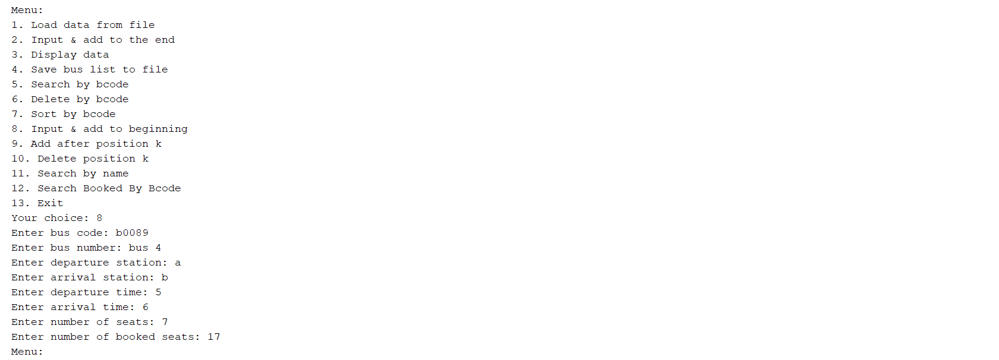 Menu:
1. Load data from file
2. Input & add to the end
3. Display data
4. Save bus list to file
5. Search by bcode
6. Delete by bcode
7. Sort by bcode
8. Input & add to beginning
9. Add after position k
10. Delete position k
11. Search by name
12. Search Booked By Bcode
13. Exit
Your choice: 8
Enter bus code: b0089
Enter bus number: bus 4
Enter departure station: a
Enter arrival station: b
Enter departure time: 5
Enter arrival time: 6
Enter number of seats: 7
Enter number of booked seats: 17
Menu: